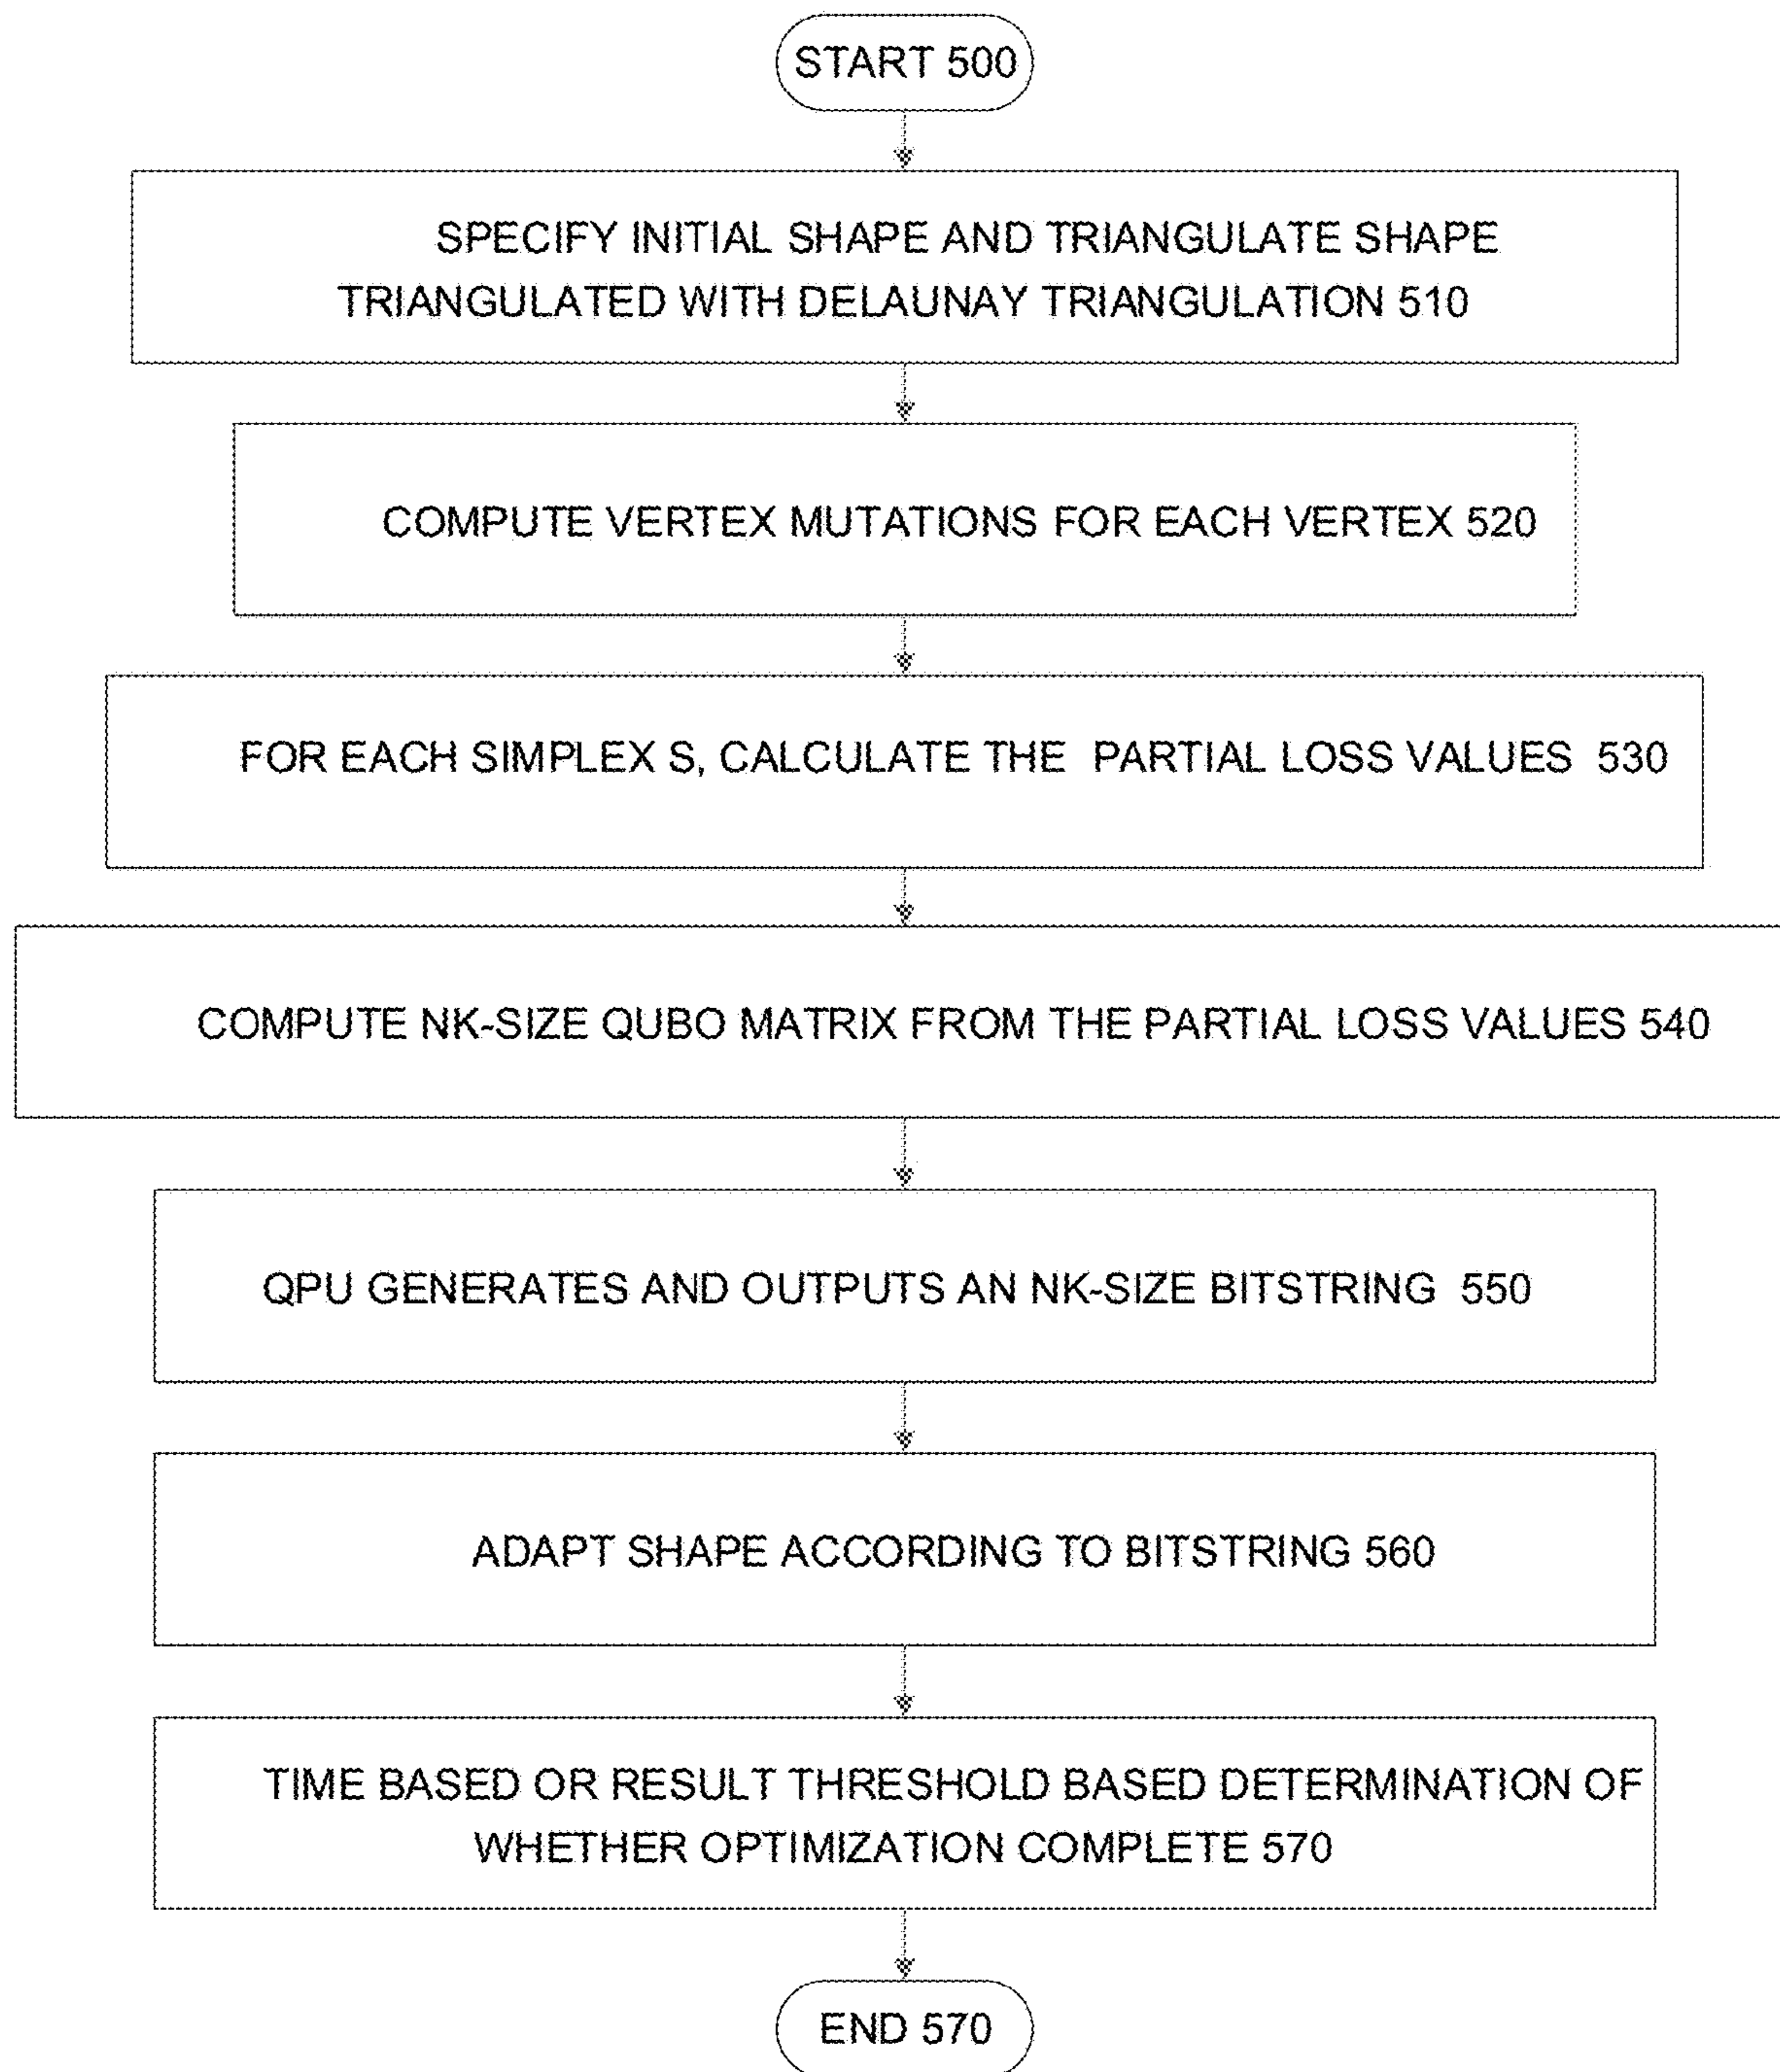 START 500
SPECIFY INITIAL SHAPE AND TRIANGULATE SHAPE
TRIANGULATED WITH DELAUNAY TRIANGULATION 510
COMPUTE VERTEX MUTATIONS FOR EACH VERTEX 520
FOR EACH SIMPLEX S, CALCULATE THE PARTIAL LOSS VALUES 530
COMPUTE NK-SIZE QUBO MATRIX FROM THE PARTIAL LOSS VALUES 540
QPU GENERATES AND OUTPUTS AN NK-SIZE BITSTRING 550
ADAPT SHAPE ACCORDING TO BITSTRING 560
TIME BASED OR RESULT THRESHOLD BASED DETERMINATION OF
WHETHER OPTIMIZATION COMPLETE 570
END 570